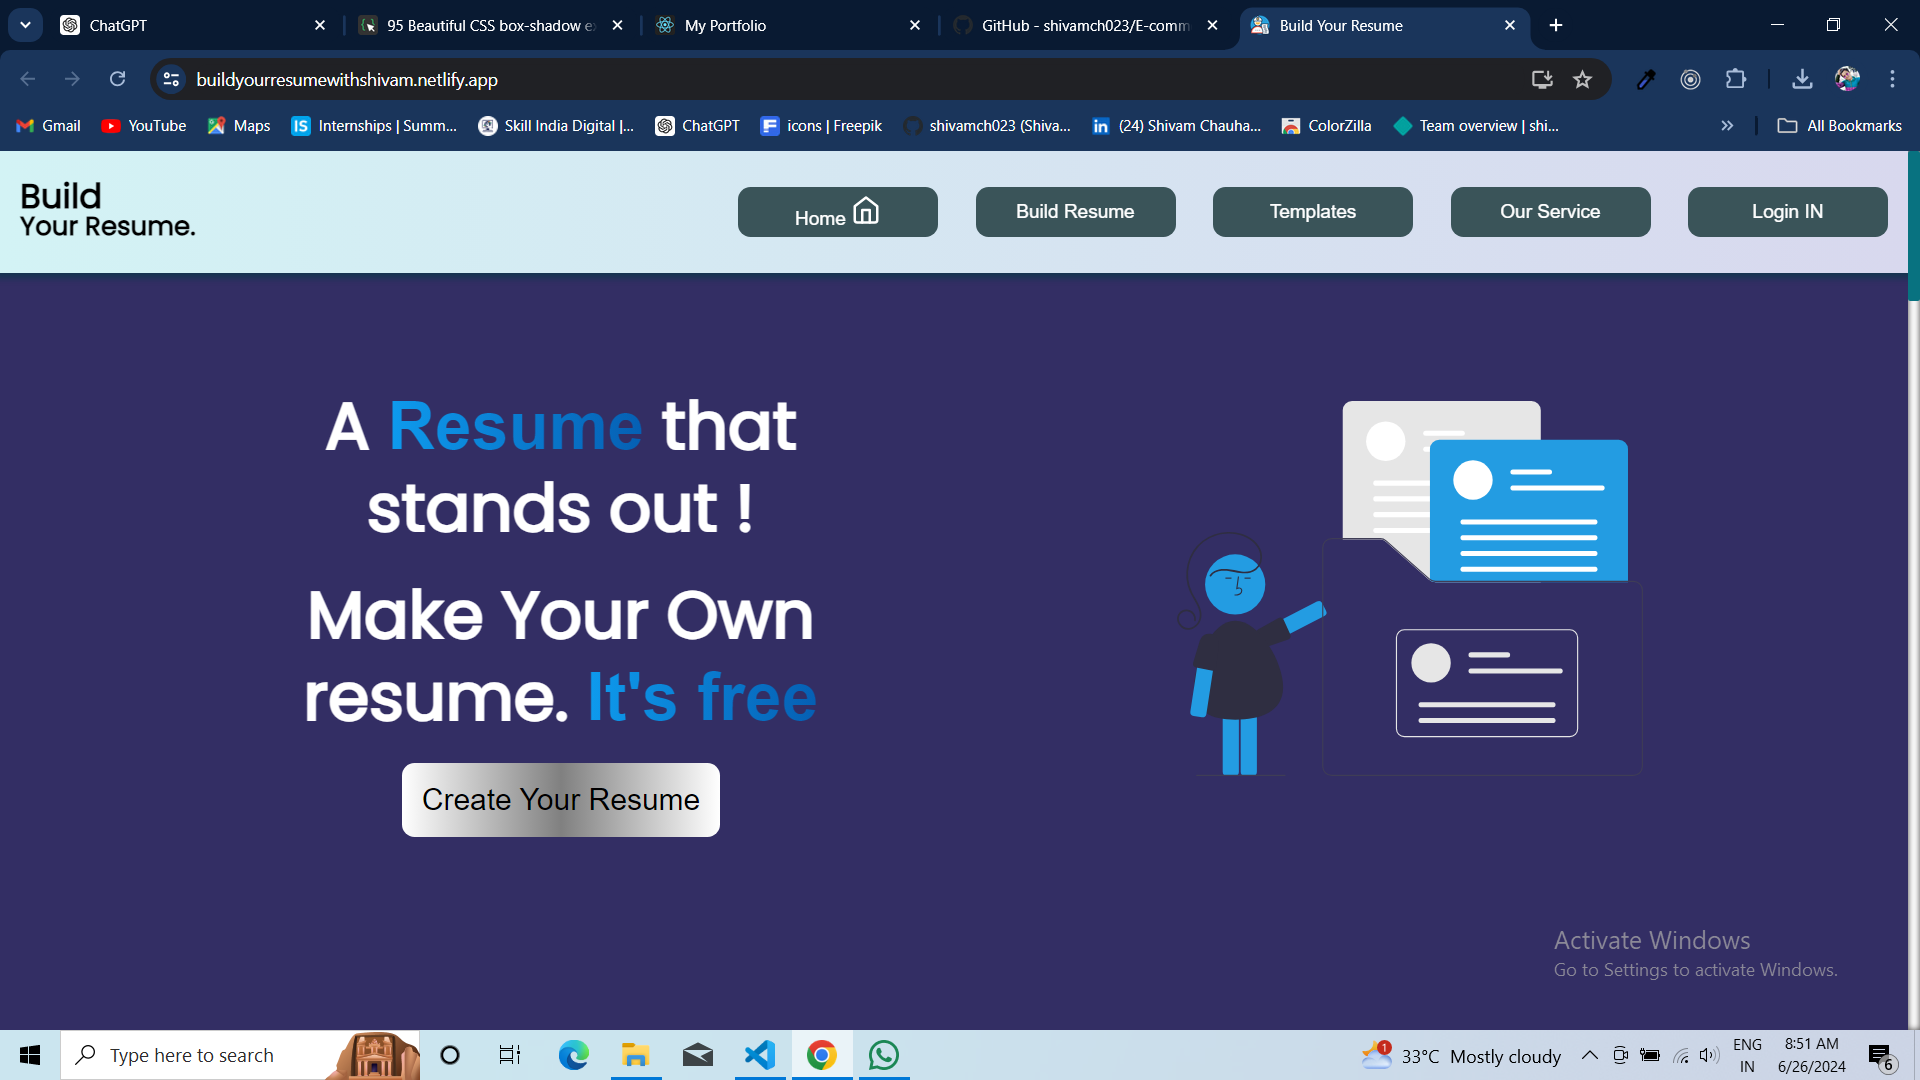 ChatGPT
95 Beautiful CSS box-shadow ex
My Portfolio
GitHub - shivamch023/E-comm
Build Your Resume
buildyourresumewithshivam.netlify.app
Gmail
YouTube
Maps
Internships | Summ...
Skill India Digital |...
ChatGPT
icons | Freepik
shivamch023 (Shiva...
(24) Shivam Chauha...
ColorZilla
Team overview | shi...
All Bookmarks
Build
Your Resume.
Home
Build Resume
Templates
Our Service
Login IN
A Resume that
stands out !
Make Your Own
resume. It's free
Create Your Resume
Activate Windows
Go to Settings to activate Windows.
Type here to search
1
33°C Mostly cloudy
ENG
IN
8:51 AM
6/26/2024
6